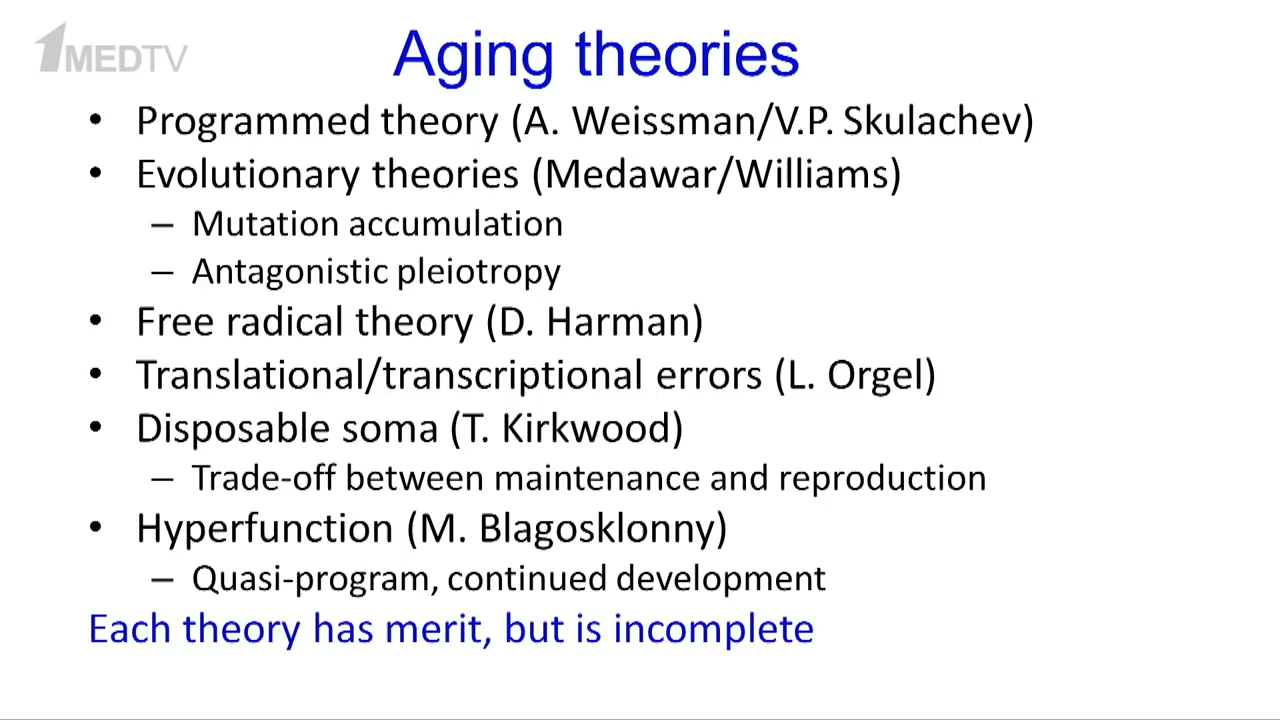 1MEDTV
Aging theories
• Programmed theory (A. Weissman/V.P. Skulachev)
• Evolutionary theories (Medawar/Williams)
– Mutation accumulation
– Antagonistic pleiotropy
• Free radical theory (D. Harman)
• Translational/transcriptional errors (L. Orgel)
• Disposable soma (T. Kirkwood)
– Trade-off between maintenance and reproduction
• Hyperfunction (M. Blagosklonny)
– Quasi-program, continued development
Each theory has merit, but is incomplete